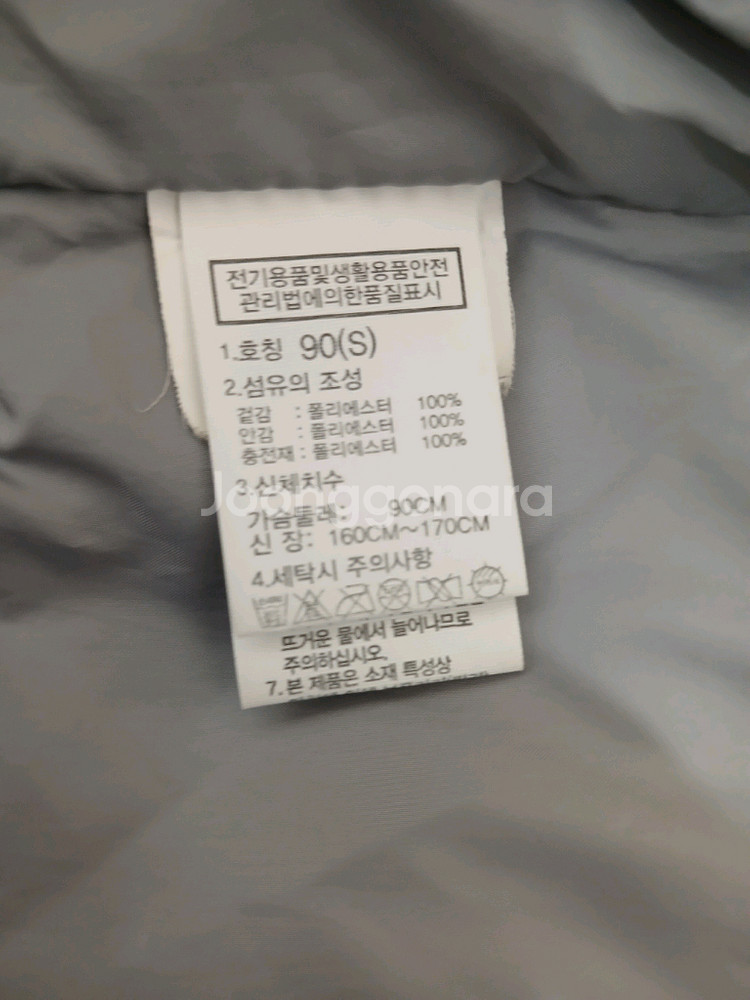 전기용품및생활용품안전
관리법에의한품질표시
1.호칭 90(S)
2.섬유의 조성
겉감 : 폴리에스터 100%
안감 : 폴리에스터 100%
충전재 : 폴리에스터 100%
3.신체치수
Joonggonara
가슴둘레: 90CM
신 장: 160CM~170CM
4.세탁시 주의사항
뜨거운 물에서 늘어나므로
주의하십시오.
7.본 제품은 소재 특성상